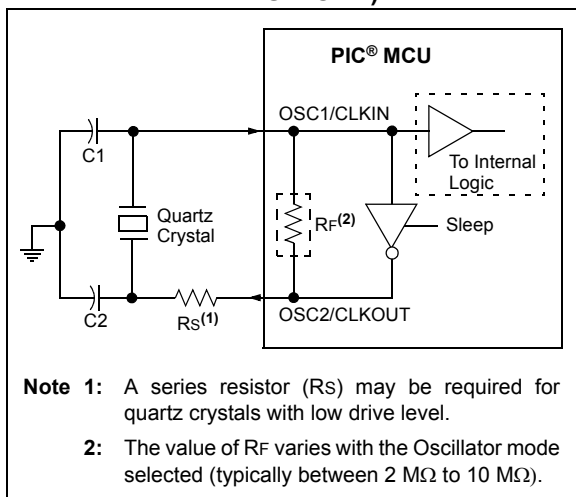 PIC® MCU
OSC1/CLKIN
C1
To Internal
Logic
Quartz
Crystal
RF(2)
Sleep
C2
RS(1)
OSC2/CLKOUT
Note 1: A series resistor (RS) may be required for
quartz crystals with low drive level.
2: The value of RF varies with the Oscillator mode
selected (typically between 2 MΩ to 10 MΩ).